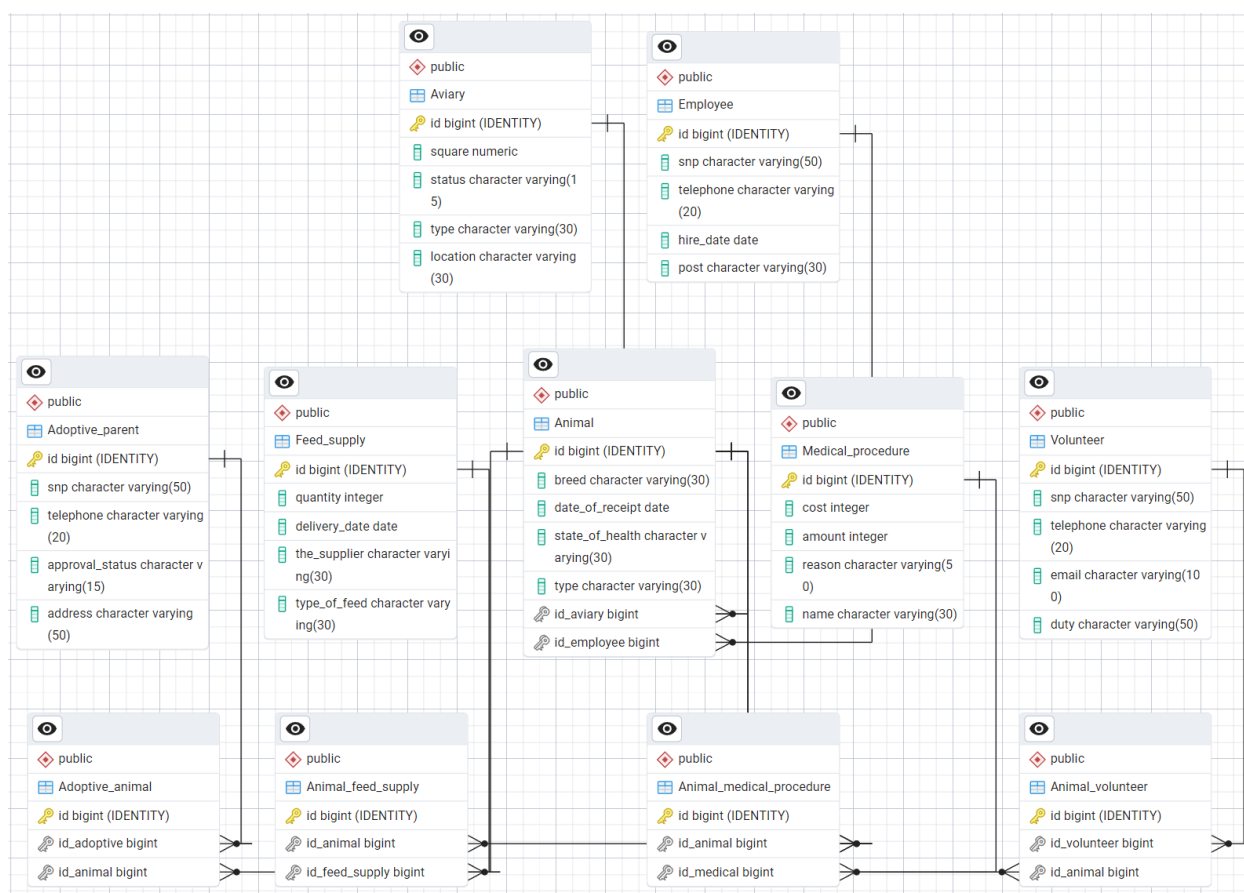 public
Aviary
id bigint (IDENTITY)
square numeric
status character varying(1
5)
type character varying(30)
location character varying
(30)
public
Employee
id bigint (IDENTITY)
snp character varying(50)
telephone character varying
(20)
hire_date date
post character varying(30)
public
Adoptive_parent
id bigint (IDENTITY)
snp character varying(50)
telephone character varying
(20)
approval_status character v
arying(15)
address character varying
(50)
public
Feed_supply
id bigint (IDENTITY)
quantity integer
delivery_date date
the_supplier character varyi
ng(30)
type_of_feed character vary
ing(30)
public
Animal
id bigint (IDENTITY)
breed character varying(30)
date_of_receipt date
state_of_health character v
arying(30)
type character varying(30)
id_aviary bigint
id_employee bigint
public
Medical_procedure
id bigint (IDENTITY)
cost integer
amount integer
reason character varying(5
0)
name character varying(30)
public
Volunteer
id bigint (IDENTITY)
snp character varying(50)
telephone character varying
(20)
email character varying(10
0)
duty character varying(50)
public
Adoptive_animal
id bigint (IDENTITY)
id_adoptive bigint
id_animal bigint
public
Animal_feed_supply
id bigint (IDENTITY)
id_animal bigint
id_feed_supply bigint
public
Animal_medical_procedure
id bigint (IDENTITY)
id_animal bigint
id_medical bigint
public
Animal_volunteer
id bigint (IDENTITY)
id_volunteer bigint
id_animal bigint